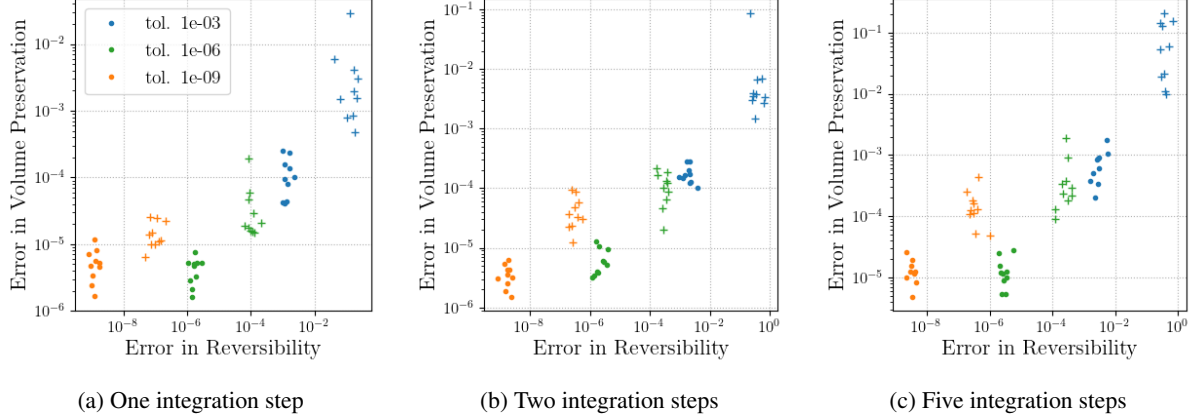 Error in Volume Preservation
10⁻²
10⁻³
10⁻⁴
10⁻⁵
10⁻⁶
tol. 1e-03
tol. 1e-06
tol. 1e-09
10⁻⁸ 10⁻⁶ 10⁻⁴ 10⁻²
Error in Reversibility
(a) One integration step
Error in Volume Preservation
10⁻¹
10⁻²
10⁻³
10⁻⁴
10⁻⁵
10⁻⁶
10⁻⁸ 10⁻⁶ 10⁻⁴ 10⁻² 10⁰
Error in Reversibility
(b) Two integration steps
Error in Volume Preservation
10⁻¹
10⁻²
10⁻³
10⁻⁴
10⁻⁵
10⁻⁸ 10⁻⁶ 10⁻⁴ 10⁻² 10⁰
Error in Reversibility
(c) Five integration steps